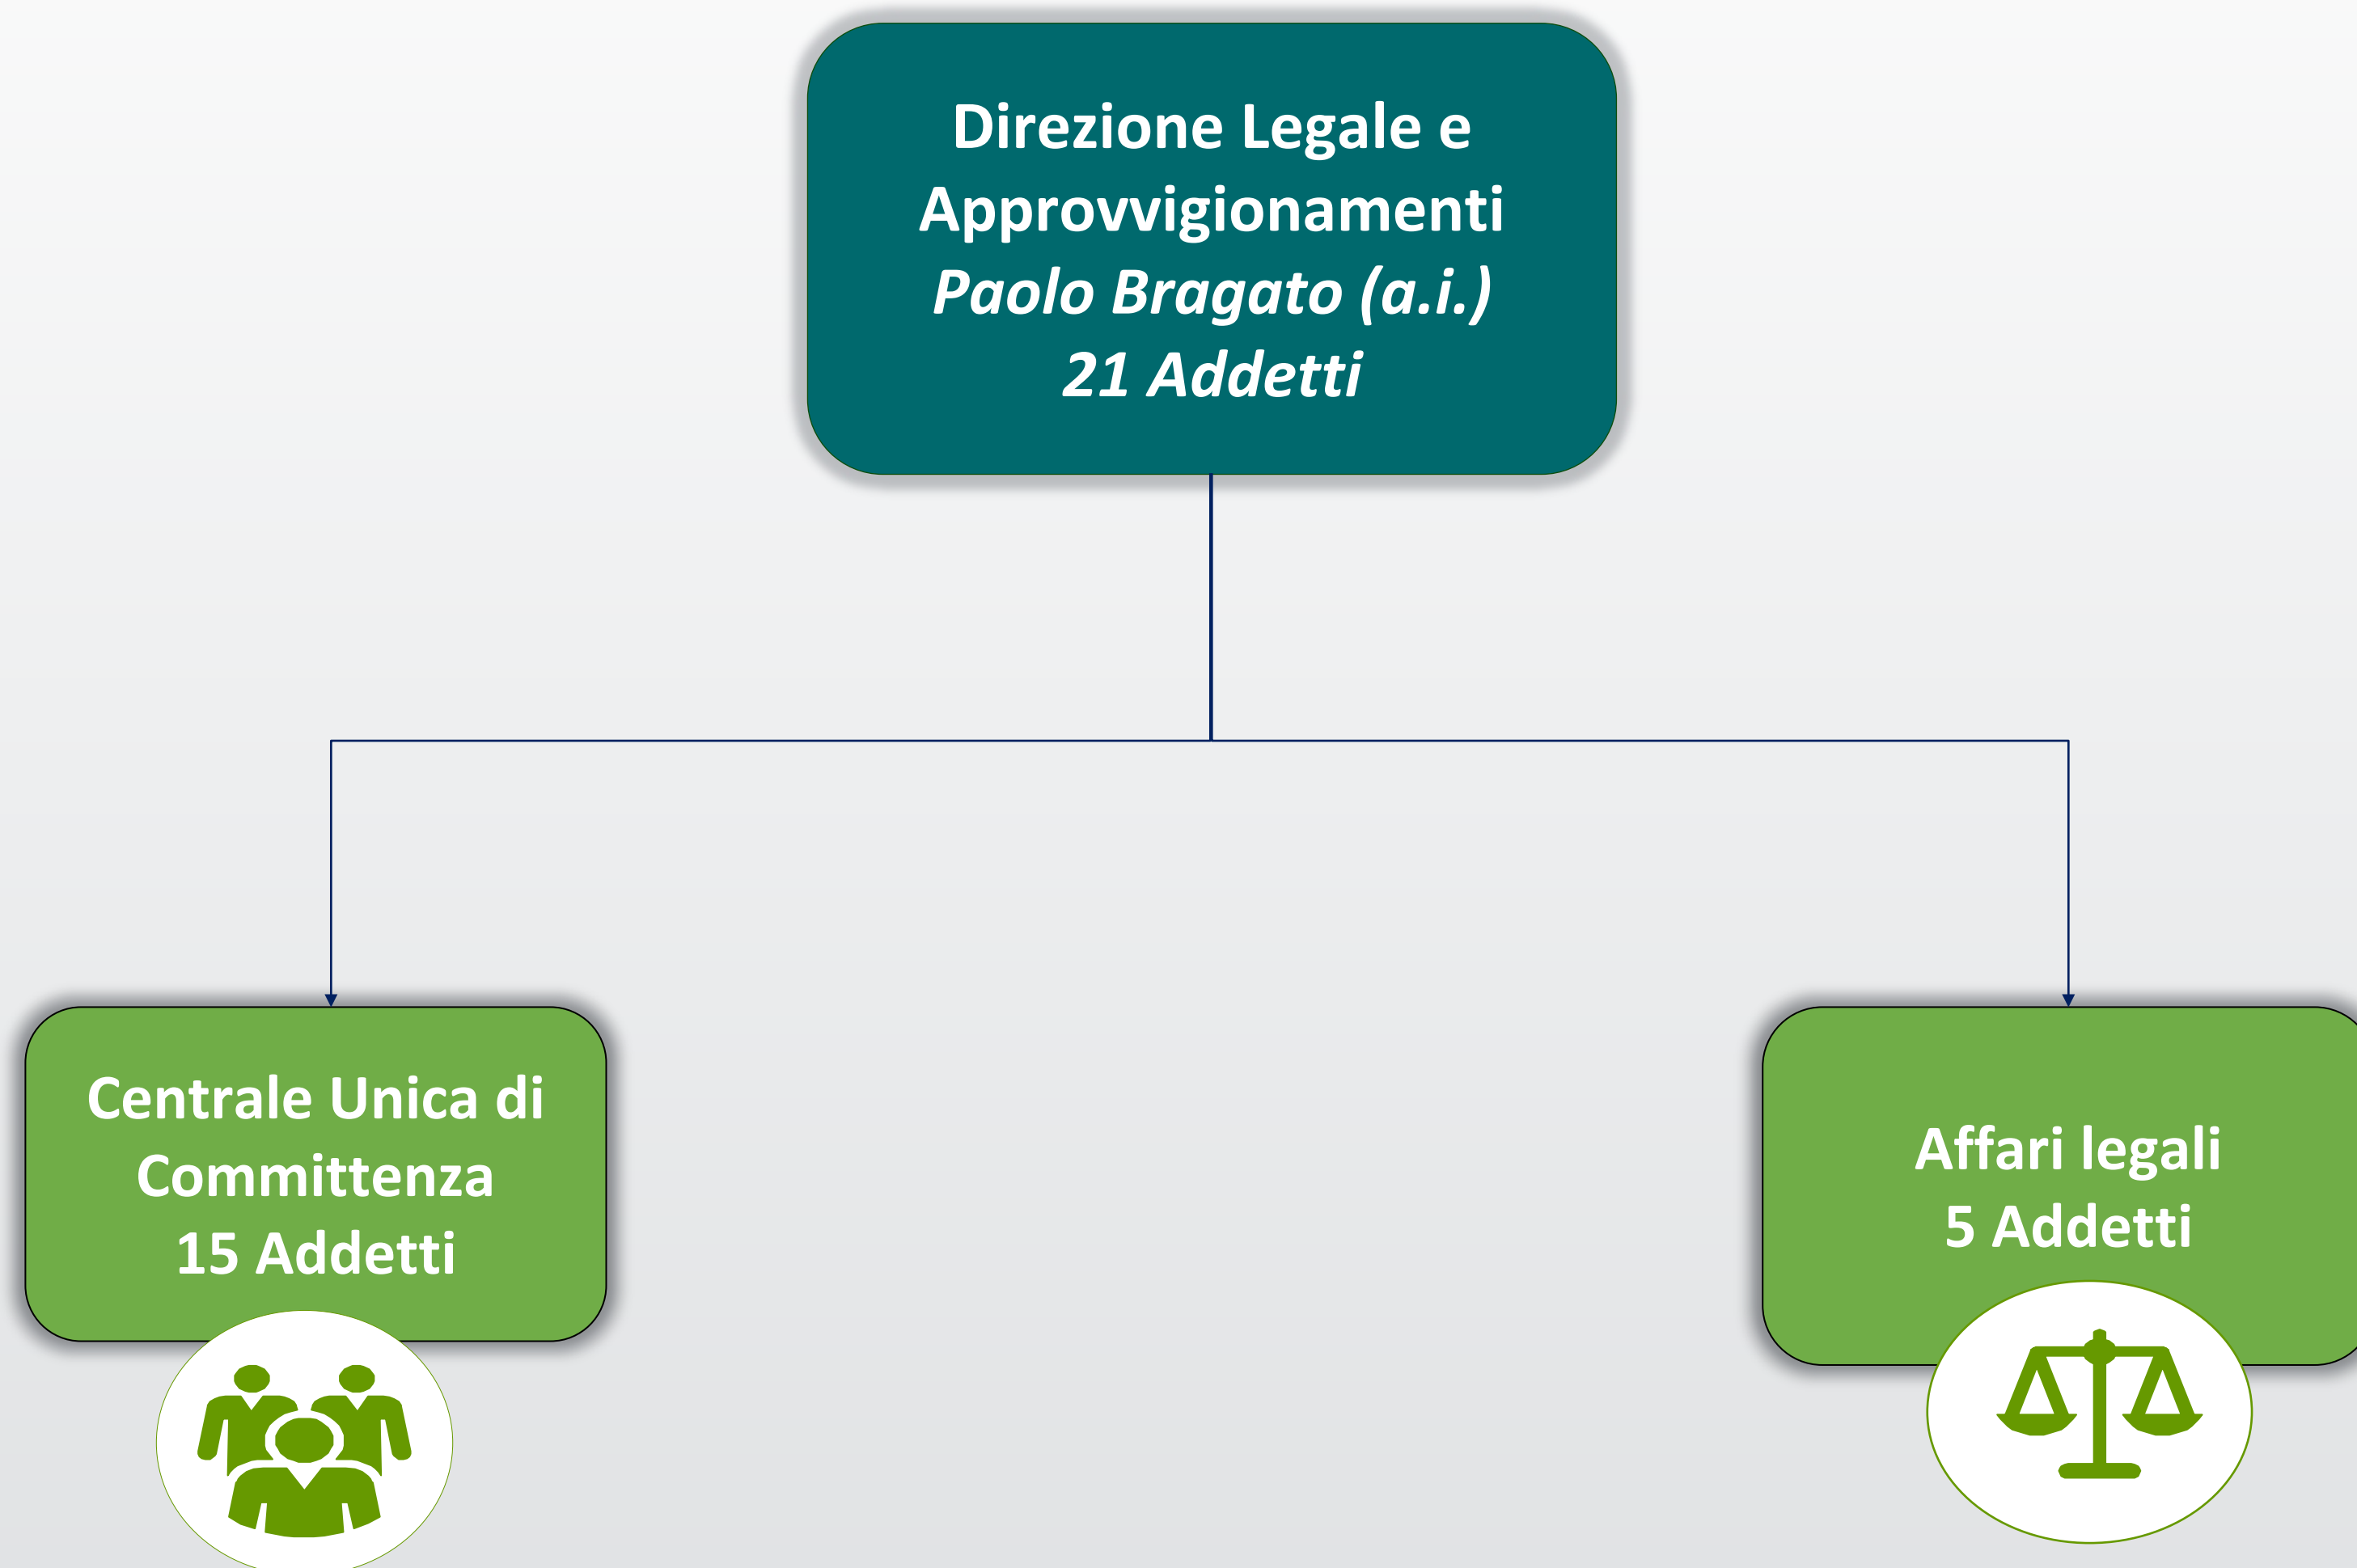 Direzione Legale e
Approvvigionamenti
Paolo Bragato (a.i.)
21 Addetti
Centrale Unica di
Committenza
15 Addetti
Affari legali
5 Addetti